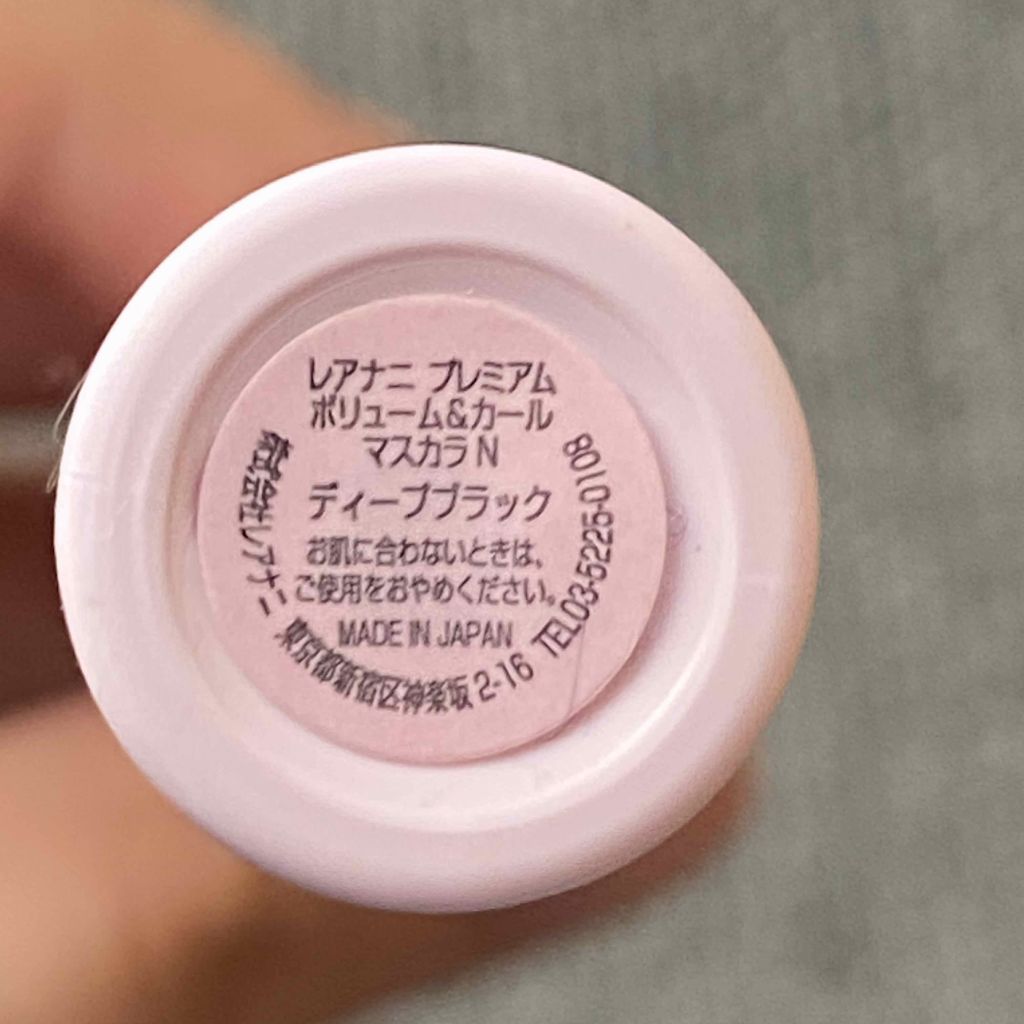 レアナニ プレミアム
ボリューム&カール
マスカラ N
ディープブラック
お肌に合わないときは、
ご使用をおやめください。
MADE IN JAPAN
株式会社レアナニ 東京都新宿区神楽坂 2-16 TEL03-5225-0108